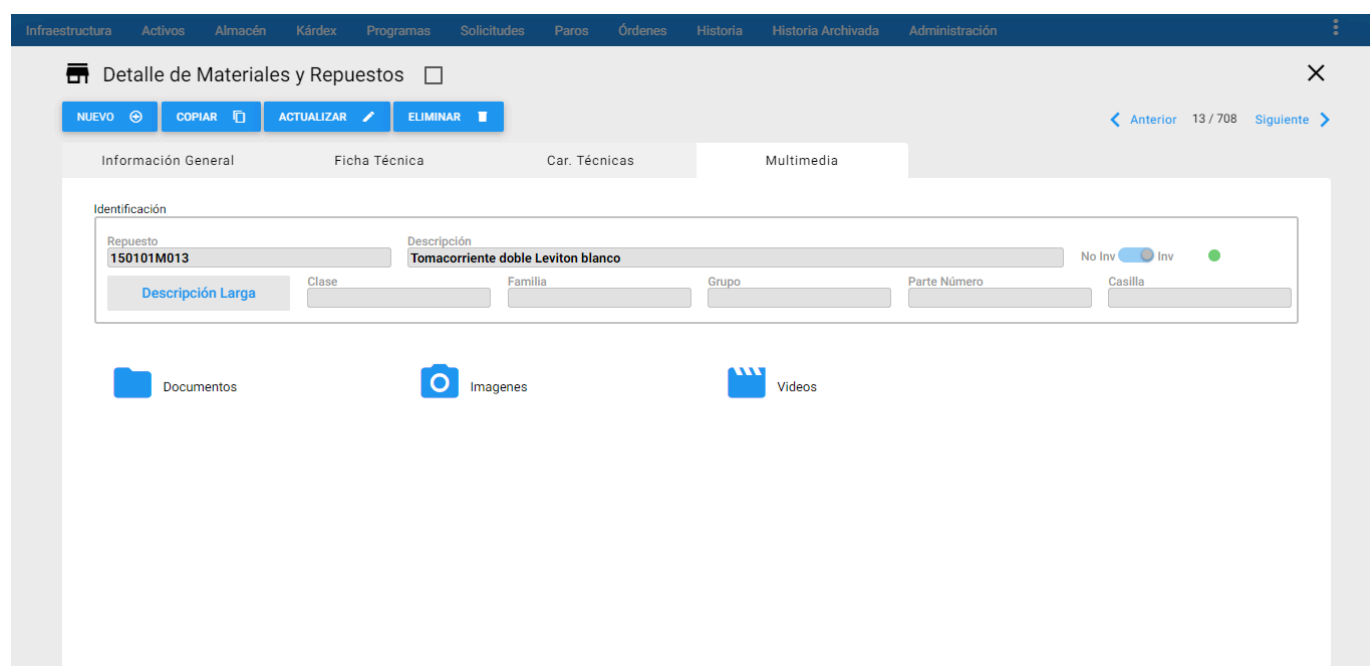 Infraestructura Activos Almacén Kárdex Programas Solicitudes Paros Órdenes Historia Historia Archivada Administración
Detalle de Materiales y Repuestos
NUEVO COPIAR ACTUALIZAR ELIMINAR Anterior 13 / 708 Siguiente
Información General Ficha Técnica Car. Técnicas Multimedia
Identificación
Repuesto Descripción
150101M013 Tomacorriente doble Leviton blanco No Inv Inv
Descripción Larga Clase Familia Grupo Parte Número Casilla
Documentos Imagenes Videos